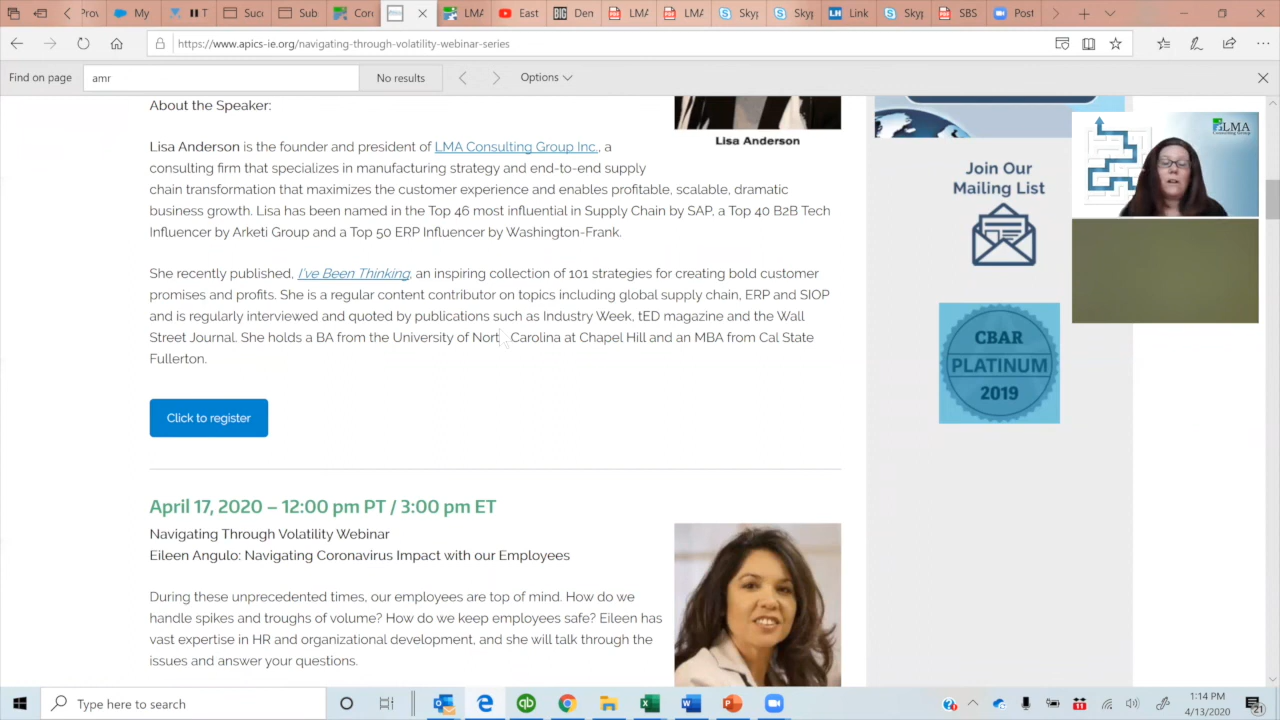 Cor
LMA
East
BIG Den
LMA
LMA
Sky
Sky
LH Link
Sky
SBS
Post
https://www.apics-ie.org/navigating-through-volatility-webinar-series
Find on page
amr
No results
Options
About the Speaker:
Lisa Anderson is the founder and president of LMA Consulting Group Inc., a
consulting firm that specializes in manufacturing strategy and end-to-end supply
chain transformation that maximizes the customer experience and enables profitable, scalable, dramatic
business growth. Lisa has been named in the Top 46 most influential in Supply Chain by SAP, a Top 40 B2B Tech
Influencer by Arketi Group and a Top 50 ERP Influencer by Washington-Frank.
She recently published, I've Been Thinking, an inspiring collection of 101 strategies for creating bold customer
promises and profits. She is a regular content contributor on topics including global supply chain, ERP and SIOP
and is regularly interviewed and quoted by publications such as Industry Week, tED magazine and the Wall
Street Journal. She holds a BA from the University of North Carolina at Chapel Hill and an MBA from Cal State
Fullerton.
Lisa Anderson
Click to register
April 17, 2020 – 12:00 pm PT / 3:00 pm ET
Navigating Through Volatility Webinar
Eileen Angulo: Navigating Coronavirus Impact with our Employees
During these unprecedented times, our employees are top of mind. How do we
handle spikes and troughs of volume? How do we keep employees safe? Eileen has
vast expertise in HR and organizational development, and she will talk through the
issues and answer your questions.
Join Our
Mailing List
CBAR
PLATINUM
2019
LMA
Type here to search
1:14 PM
4/13/2020
21